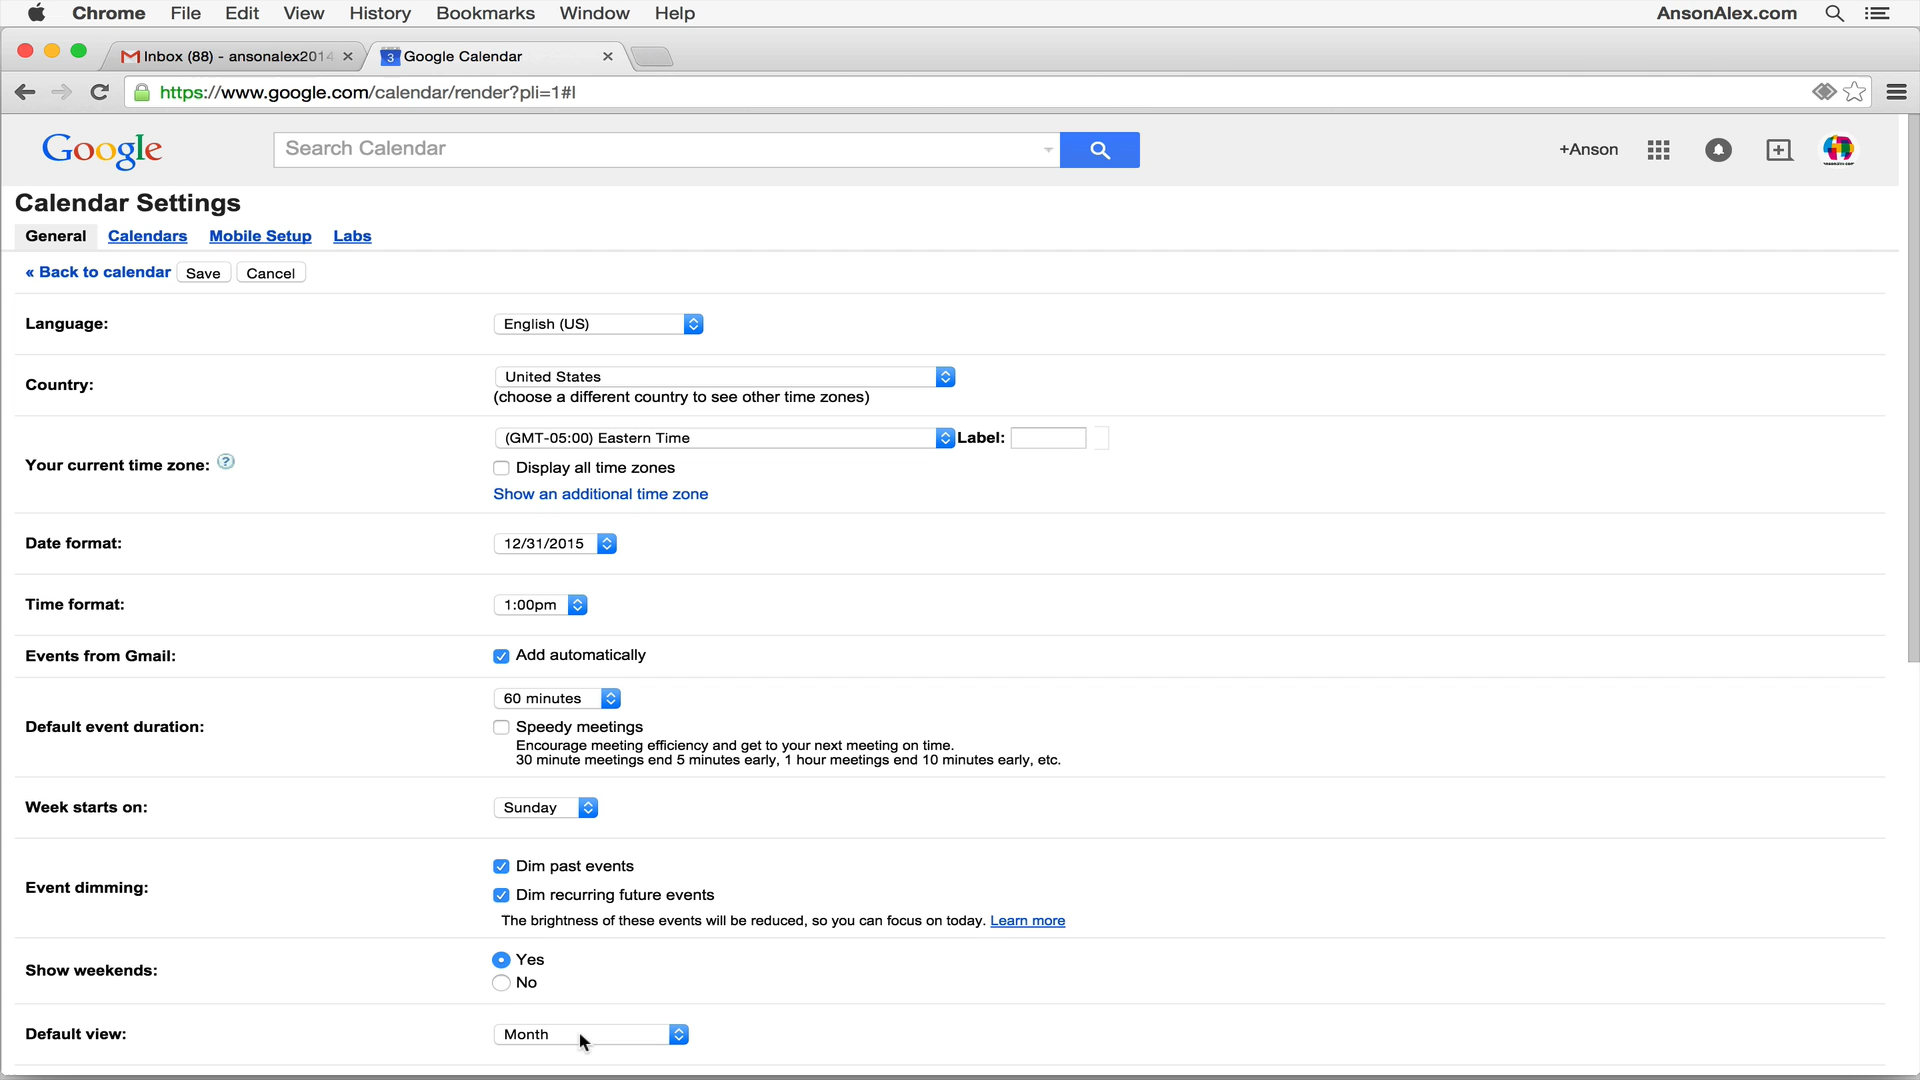 Chrome File Edit View History Bookmarks Window Help AnsonAlex.com
Inbox (88) - ansonalex2014 Google Calendar
https://www.google.com/calendar/render?pli=1#I
Google Search Calendar +Anson
Calendar Settings
General Calendars Mobile Setup Labs
« Back to calendar Save Cancel
Language: English (US)
Country: United States
(choose a different country to see other time zones)
(GMT-05:00) Eastern Time Label:
Your current time zone: ? Display all time zones
Show an additional time zone
Date format: 12/31/2015
Time format: 1:00pm
Events from Gmail: Add automatically
60 minutes
Default event duration: Speedy meetings
Encourage meeting efficiency and get to your next meeting on time.
30 minute meetings end 5 minutes early, 1 hour meetings end 10 minutes early, etc.
Week starts on: Sunday
Dim past events
Event dimming: Dim recurring future events
The brightness of these events will be reduced, so you can focus on today. Learn more
Yes
Show weekends: No
Default view: Month